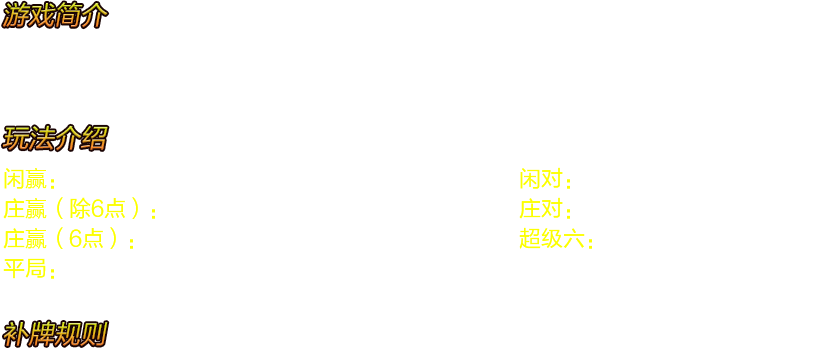 游戏简介
玩法介绍
闲赢： 闲对：
庄赢（除6点）： 庄对：
庄赢（6点）： 超级六：
平局：
补牌规则